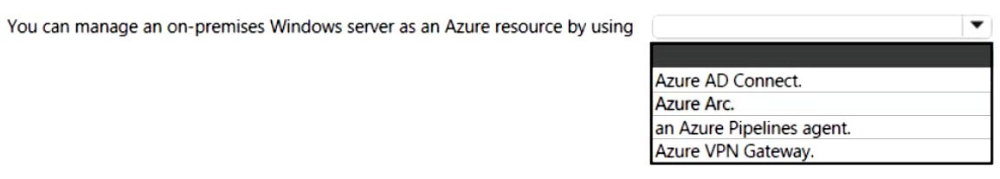 You can manage an on-premises Windows server as an Azure resource by using
Azure AD Connect.
Azure Arc.
an Azure Pipelines agent.
Azure VPN Gateway.